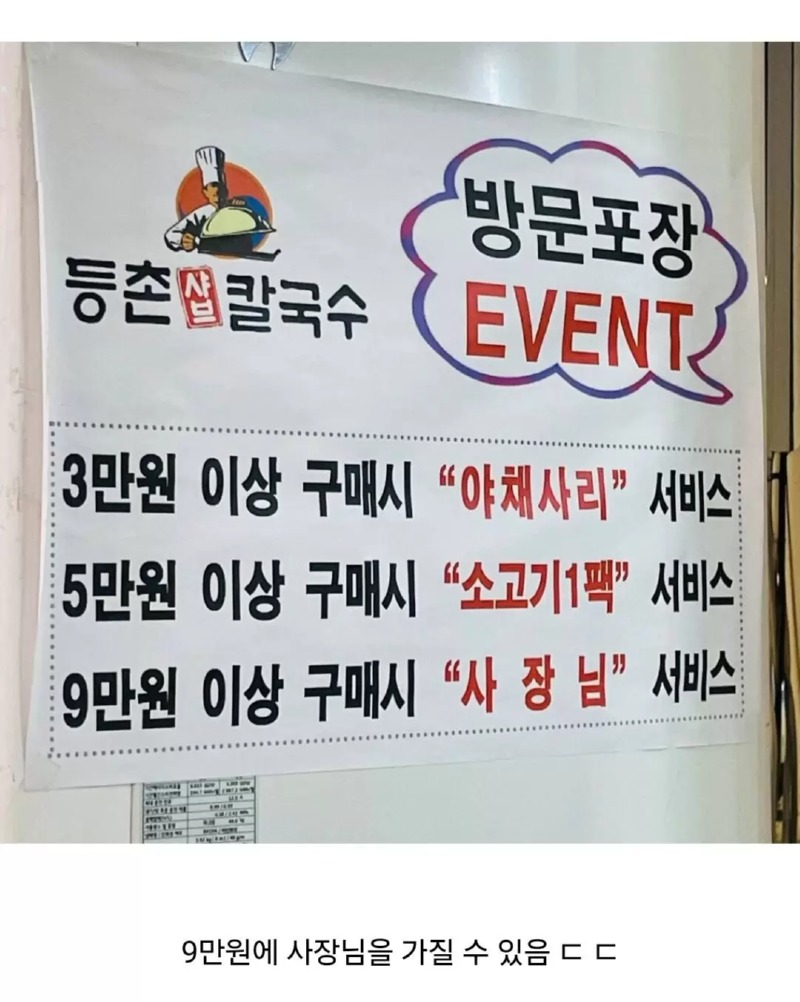 등촌샤브칼국수
방문포장
EVENT
3만원 이상 구매시 “야채사리” 서비스
5만원 이상 구매시 “소고기1팩” 서비스
9만원 이상 구매시 “사 장 님” 서비스
9만원에 사장님을 가질 수 있음 ㄷ ㄷ